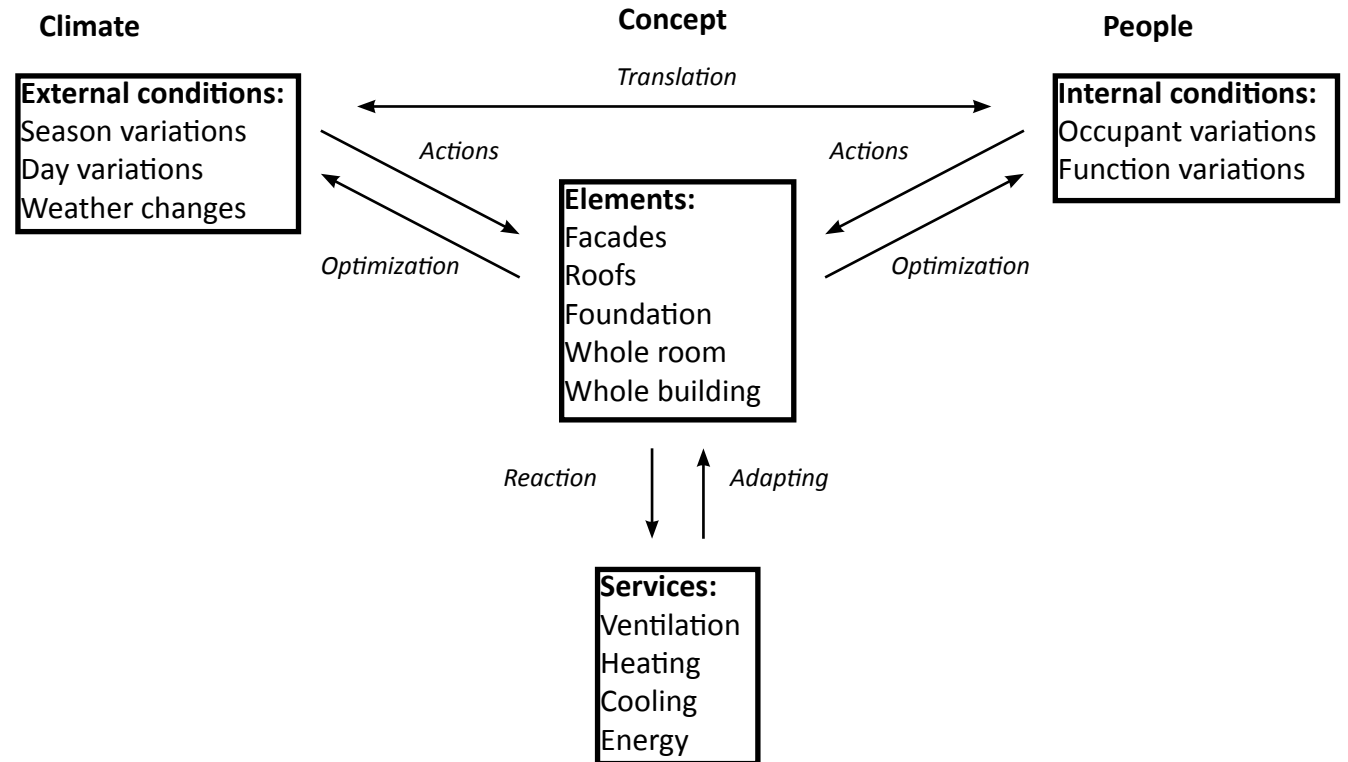 Climate
Concept
People
Translation
External conditions:
Season variations
Day variations
Weather changes
Internal conditions:
Occupant variations
Function variations
Actions
Actions
Optimization
Optimization
Elements:
Facades
Roofs
Foundation
Whole room
Whole building
Reaction
Adapting
Services:
Ventilation
Heating
Cooling
Energy